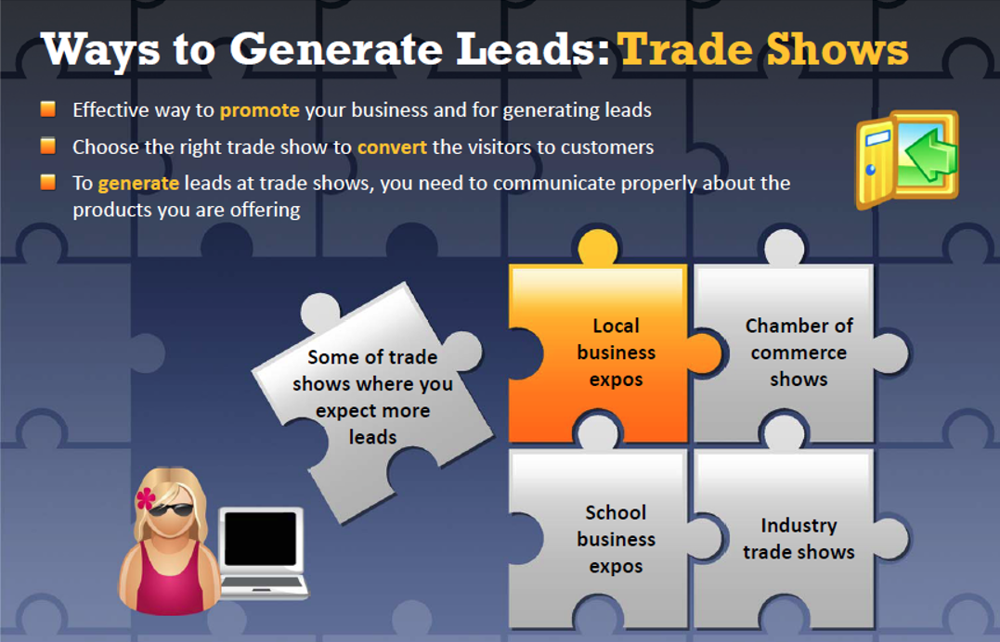 Ways to Generate Leads: Trade Shows
Effective way to promote your business and for generating leads
Choose the right trade show to convert the visitors to customers
To generate leads at trade shows, you need to communicate properly about the
products you are offering
Some of trade
shows where you
expect more
leads
Local
business
expos
Chamber of
commerce
shows
School
business
expos
Industry
trade shows